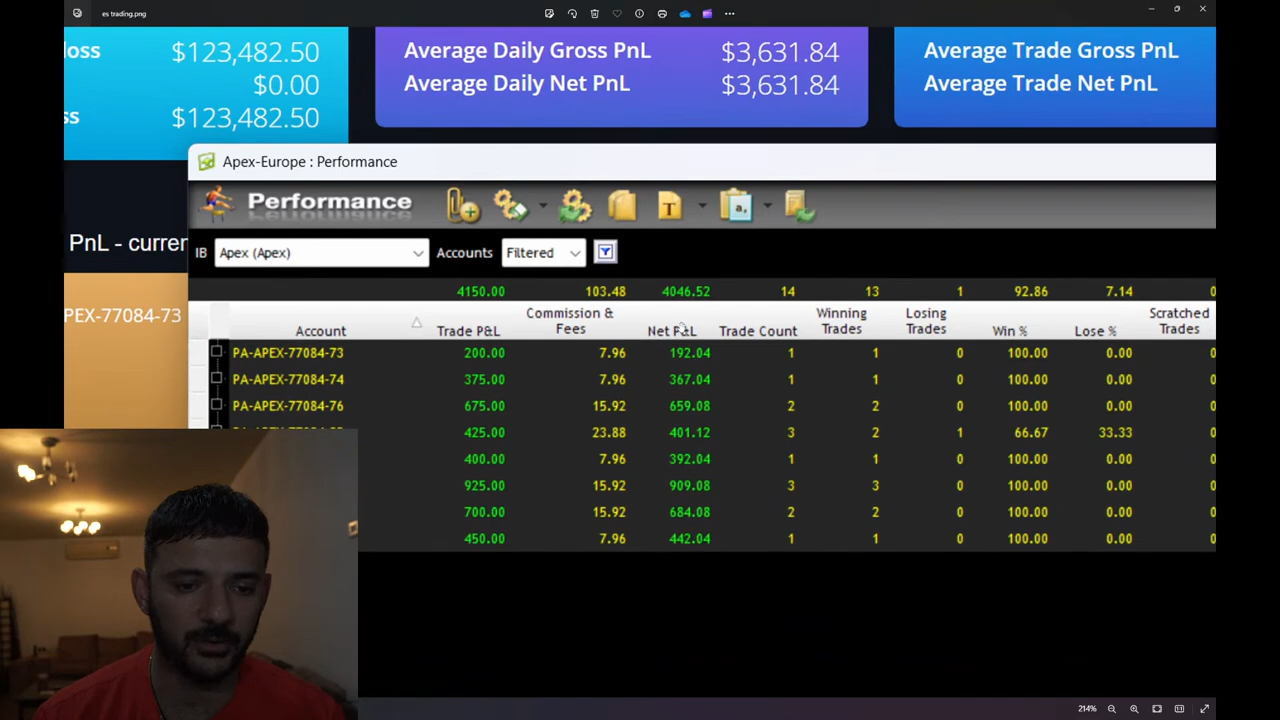 es trading.png
oss $123,482.50
$0.00
ss $123,482.50
Average Daily Gross PnL $3,631.84
Average Daily Net PnL $3,631.84
Average Trade Gross PnL
Average Trade Net PnL
Apex-Europe : Performance
Performance
PnL - curren
IB Apex (Apex) Accounts Filtered
PEX-77084-73
4150.00 103.48 4046.52 14 13 1 92.86 7.14 0
Account Trade P&L Commission & Fees Net P&L Trade Count Winning Trades Losing Trades Win % Lose % Scratched Trades
PA-APEX-77084-73 200.00 7.96 192.04 1 1 0 100.00 0.00 0
PA-APEX-77084-74 375.00 7.96 367.04 1 1 0 100.00 0.00 0
PA-APEX-77084-76 675.00 15.92 659.08 2 2 0 100.00 0.00 0
425.00 23.88 401.12 3 2 1 66.67 33.33 0
400.00 7.96 392.04 1 1 0 100.00 0.00 0
925.00 15.92 909.08 3 3 0 100.00 0.00 0
700.00 15.92 684.08 2 2 0 100.00 0.00 0
450.00 7.96 442.04 1 1 0 100.00 0.00 0
214%